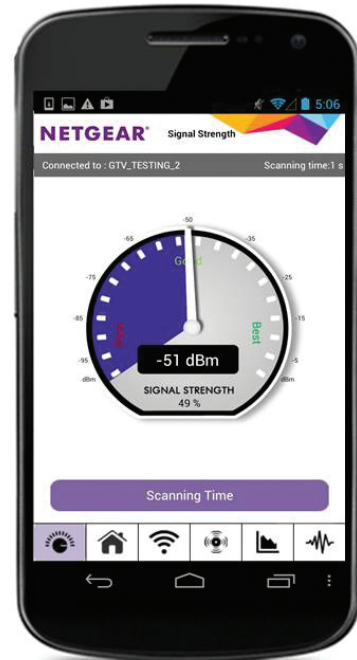 5:06
NETGEAR® Signal Strength
Connected to : GTV_TESTING_2 Scanning time:1 s
-50
-65 -35
Good
-75 -25
-85 -15
Poor Best
-95 -5
dBm -51 dBm dBm
SIGNAL STRENGTH
49 %
Scanning Time